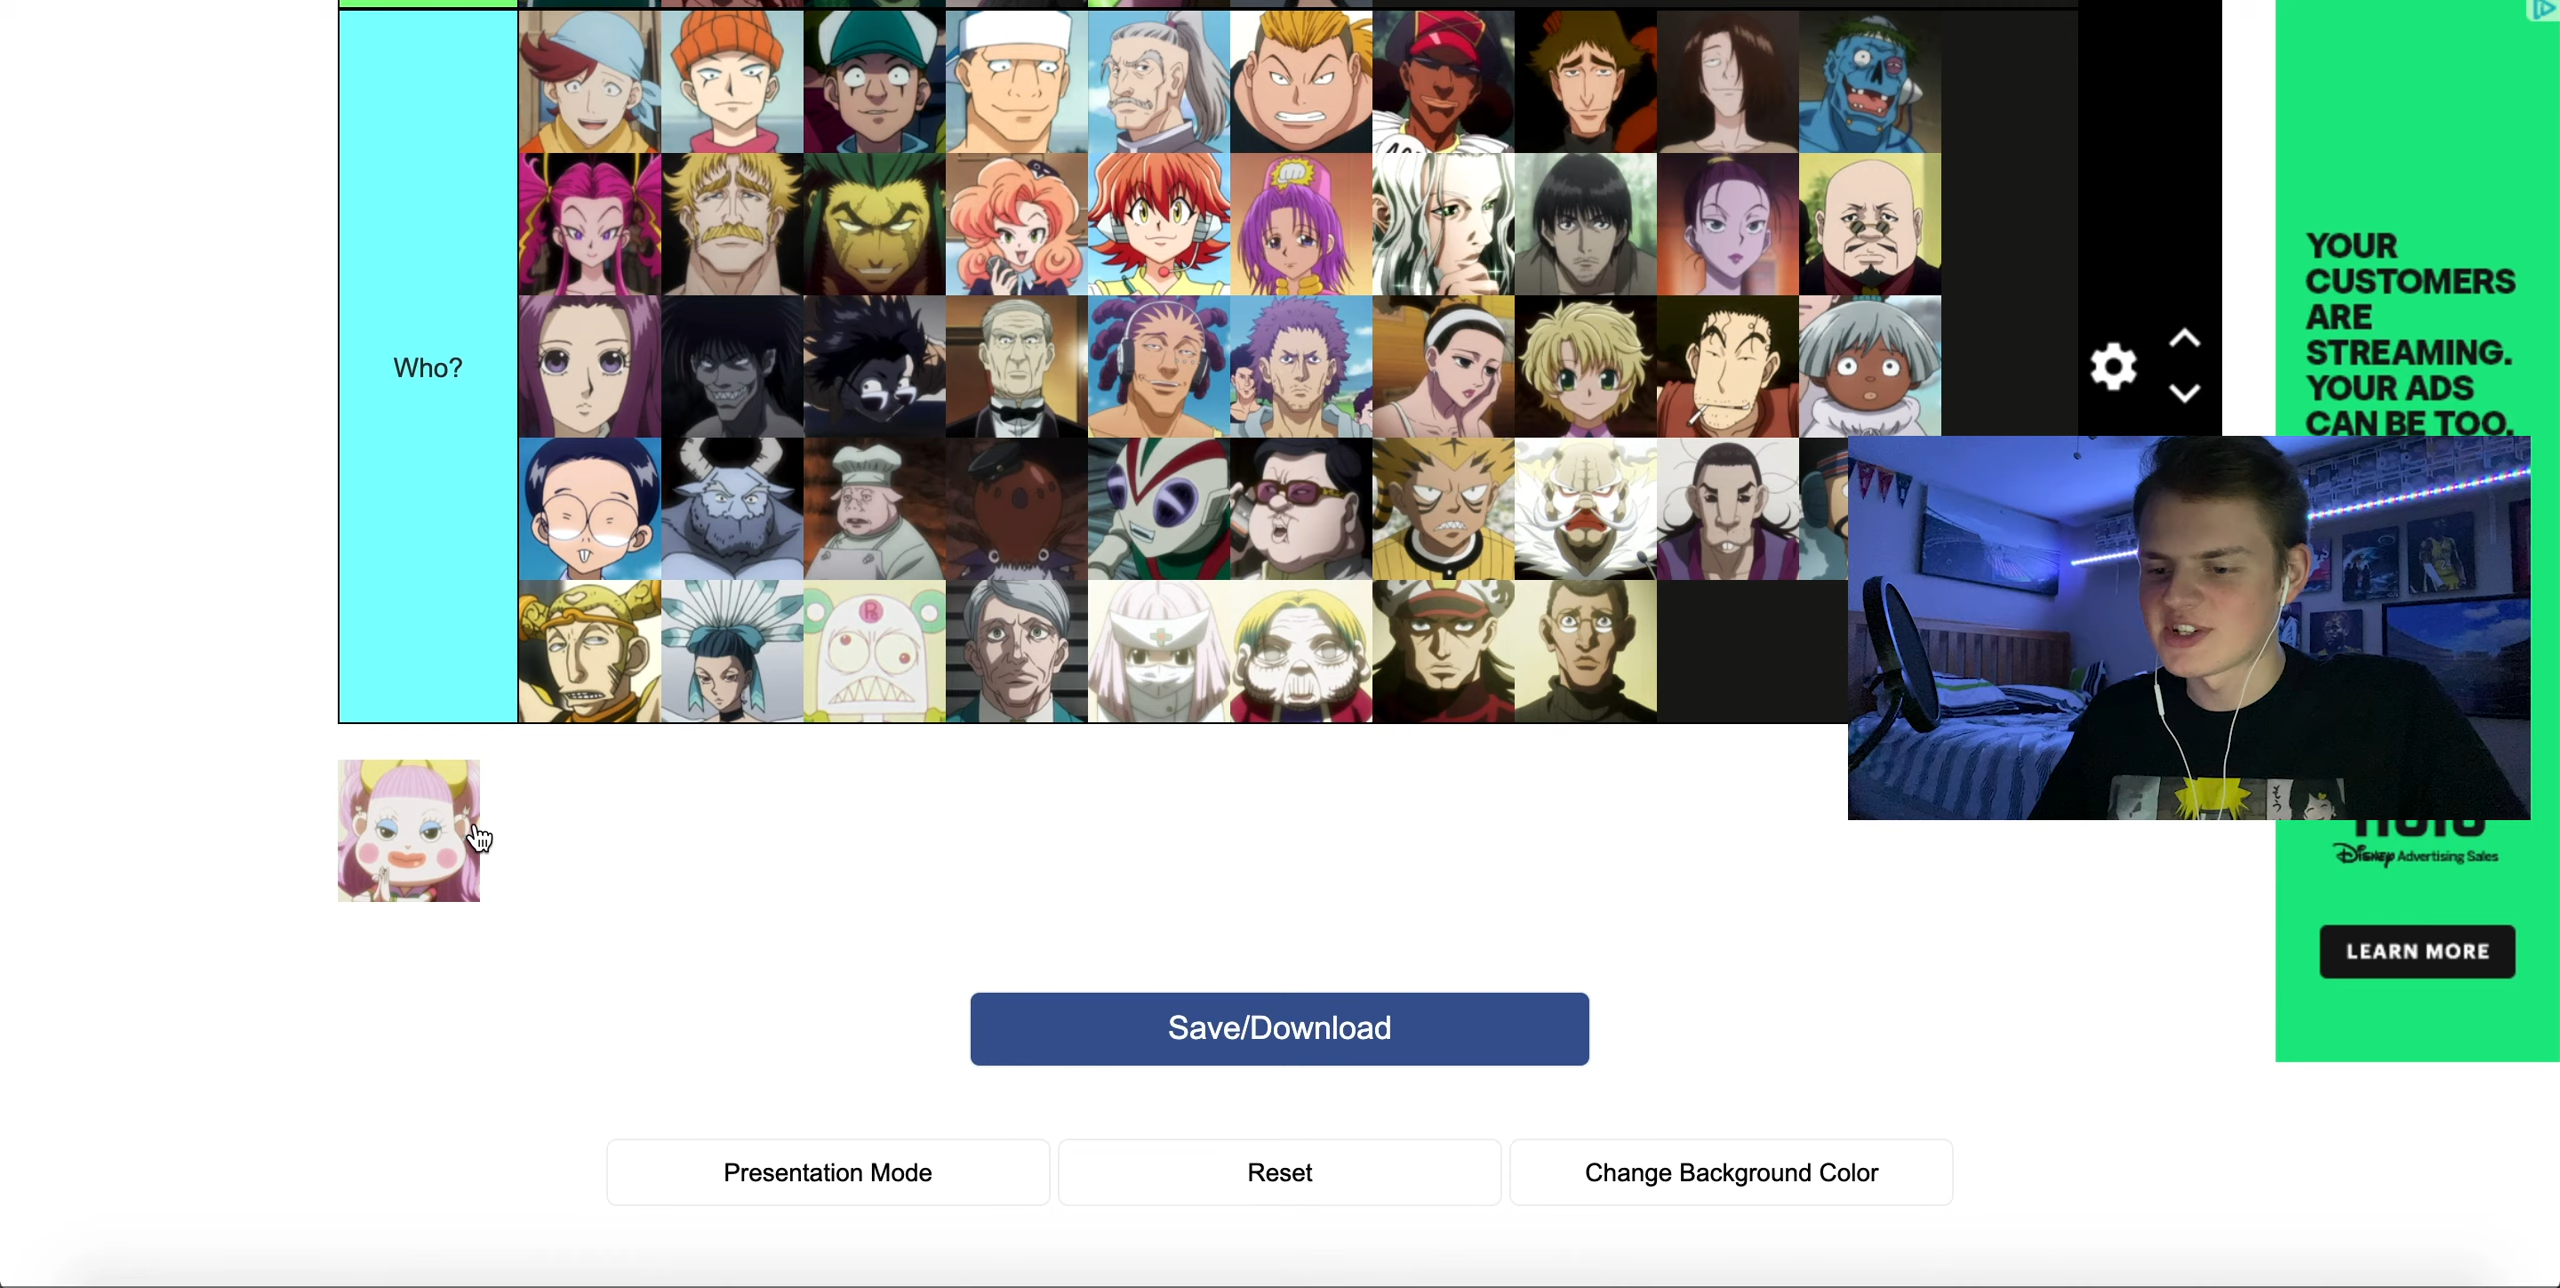 Who?
YOUR
CUSTOMERS
ARE
STREAMING.
YOUR ADS
CAN BE TOO.
Disney Advertising Sales
LEARN MORE
Save/Download
Presentation Mode
Reset
Change Background Color